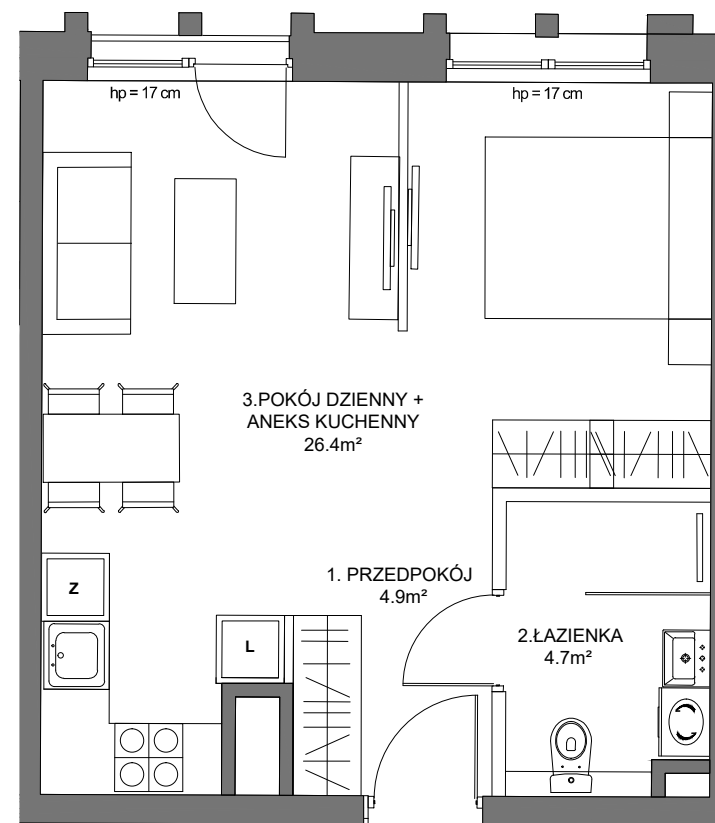 hp = 17 cm
hp = 17 cm
3.POKÓJ DZIENNY +
ANEKS KUCHENNY
26.4m²
1. PRZEDPOKÓJ
4.9m²
Z
L
2.ŁAZIENKA
4.7m²